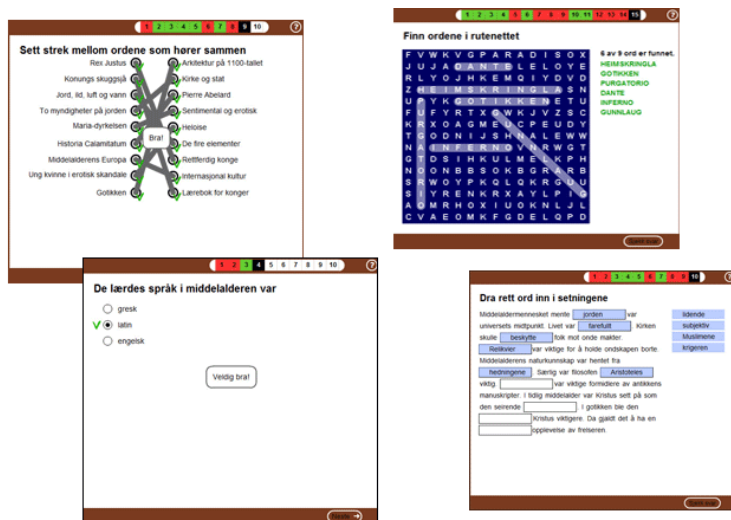 1 2 3 4 5 6 7 8 9 10
?
Sett strek mellom ordene som hører sammen
Rex Justus
Arkitektur på 1100-tallet
Konungs skuggsjå
Kirke og stat
Jord, ild, luft og vann
Pierre Abelard
To myndigheter på jorden
Sentimental og erotisk
Maria-dyrkelsen
Heloise
Bra!
Historia Calamitatum
De fire elementer
Middelalderens Europa
Rettferdig konge
Ung kvinne i erotisk skandale
Internasjonal kultur
Gotikken
Lærebok for konger
1 2 3 4 5 6 7 8 9 10 11 12 13 14 15
?
Finn ordene i rutenettet
6 av 9 ord er funnet.
HEIMSKRINGLA
GOTIKKEN
PURGATORIO
DANTE
INFERNO
GUNNLAUG
F V W K V G P A R A D I S O X
J U J A D A N T E L E L O Y E
R L Y O J H K E M Q I Y D V D
Z H E I M S K R I N G L A S N
U P Y K G O T I K K E N E T U
F U F Y R T X G W K J V Z S C
K R X O A G M E U C P E U D Y
T G O D N I J S H N A L E W W
N A I N F E R N O V N R W G T
G T D S I H K U L M E L K P H
N O O N B B S O K B G R A R B
S R W O Y P K Q L Q K R G U U
S I Y R E N K R X A Y L P I G
A O M R H O X I U O K N L J L
C V A E O M K F G D E L Q P D
1 2 3 4 5 6 7 8 9 10
?
De lærdes språk i middelalderen var
gresk
latin
engelsk
Veldig bra!
Neste
1 2 3 4 5 6 7 8 9 10
?
Dra rett ord inn i setningene
Middelaldermennesket mente jorden var
universets midtpunkt. Livet var farefullt. Kirken
skulle beskytte folk mot onde makter.
Relikvier var viktige for å holde ondskapen borte.
Middelalderens naturkunnskap var hentet fra
hedningene. Særlig var filosofen Aristoteles
viktig. var viktige formidlere av antikkens
manuskripter. I tidlig middelalder var Kristus sett på som
den seirende . I gotikken ble den
Kristus viktigere. Da gjaldt det å ha en
opplevelse av frelseren.
lidende
subjektiv
Muslimene
krigeren